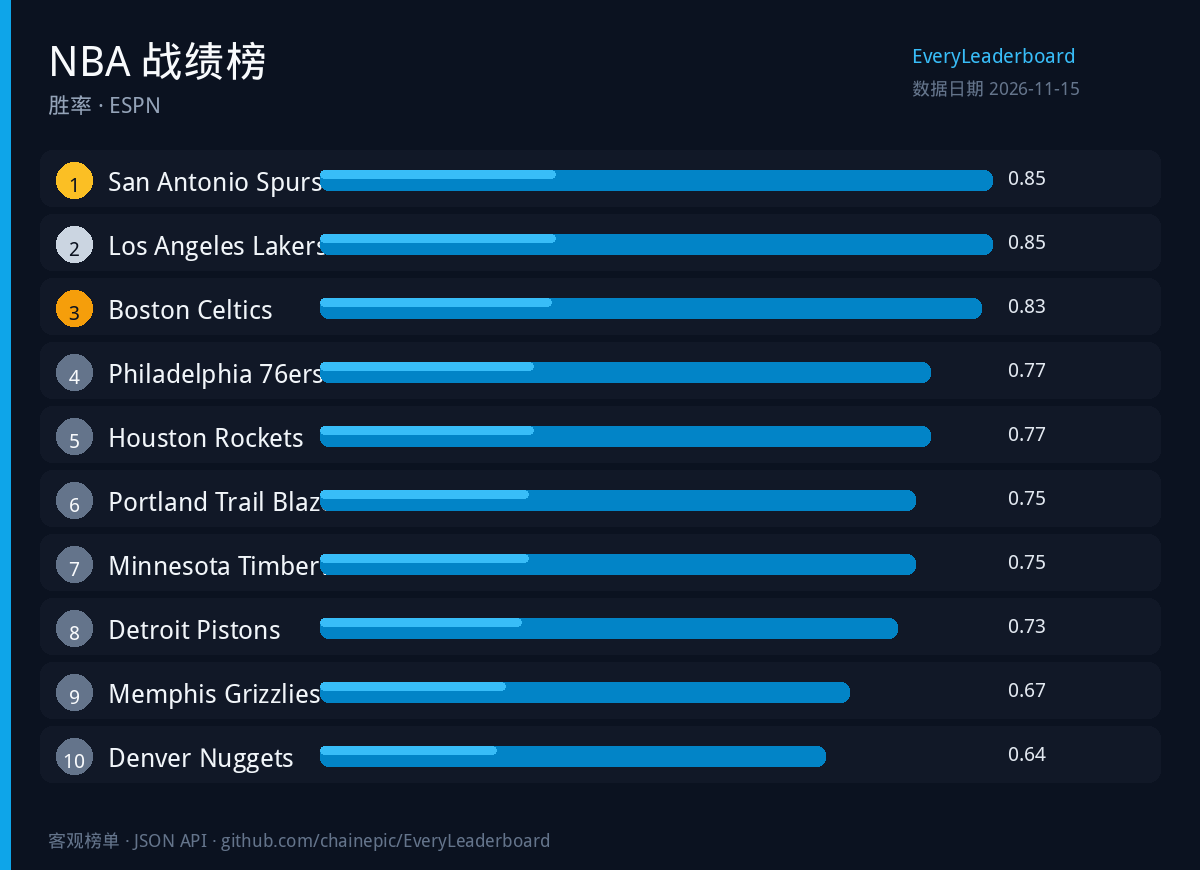 NBA 战绩榜
胜率 · ESPN
EveryLeaderboard
数据日期 2026-11-15
1 San Antonio Spurs 0.85
2 Los Angeles Lakers 0.85
3 Boston Celtics 0.83
4 Philadelphia 76ers 0.77
5 Houston Rockets 0.77
6 Portland Trail Blaz 0.75
7 Minnesota Timber 0.75
8 Detroit Pistons 0.73
9 Memphis Grizzlies 0.67
10 Denver Nuggets 0.64
客观榜单 · JSON API · github.com/chainepic/EveryLeaderboard